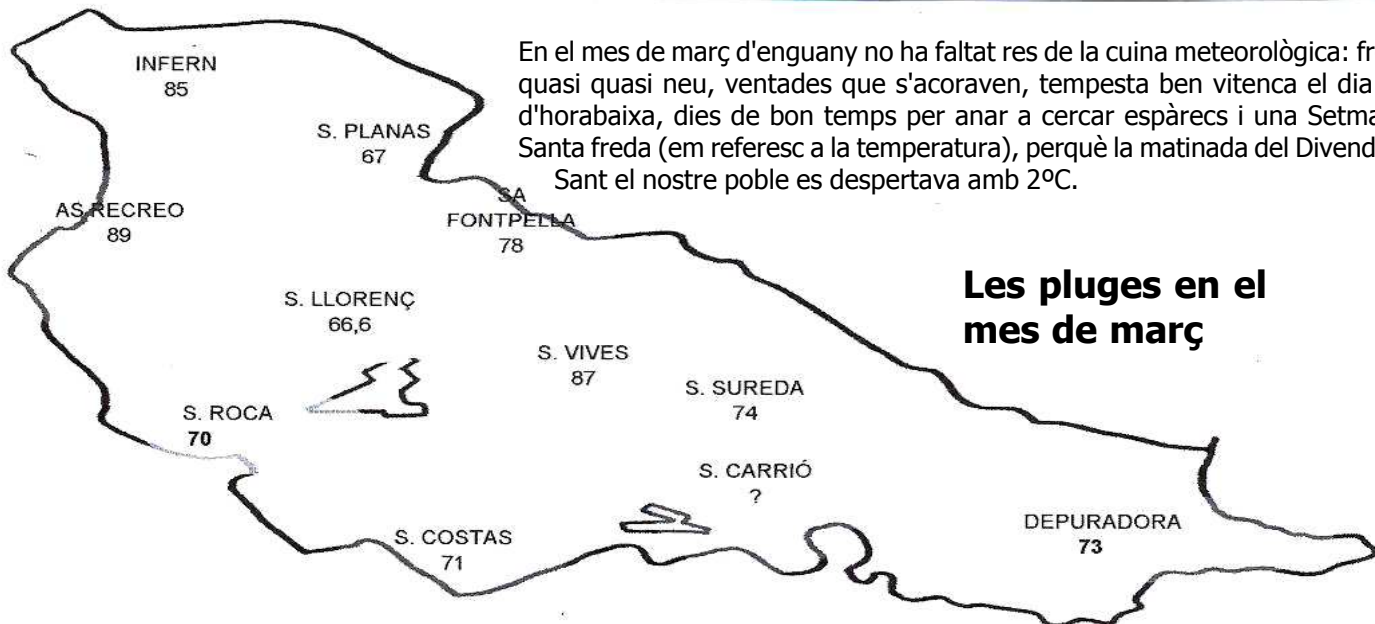 En el mes de març d'enguany no ha faltat res de la cuina meteorològica:
quasi quasi neu, ventades que s'acoraven, tempesta ben vitenca el dia
d'horabaixa, dies de bon temps per anar a cercar espàrecs i una
Santa freda (em referesc a la temperatura), perquè la matinada del
Sant el nostre poble es despertava amb 2ºC.
Les pluges en el
mes de març
INFERN
85
S. PLANAS
67
AS RECREO
89
SA
FONTPELLA
78
S. LLORENÇ
66,6
S. VIVES
87
S. SUREDA
74
S. ROCA
70
S. CARRIÓ
?
S. COSTAS
71
DEPURADORA
73